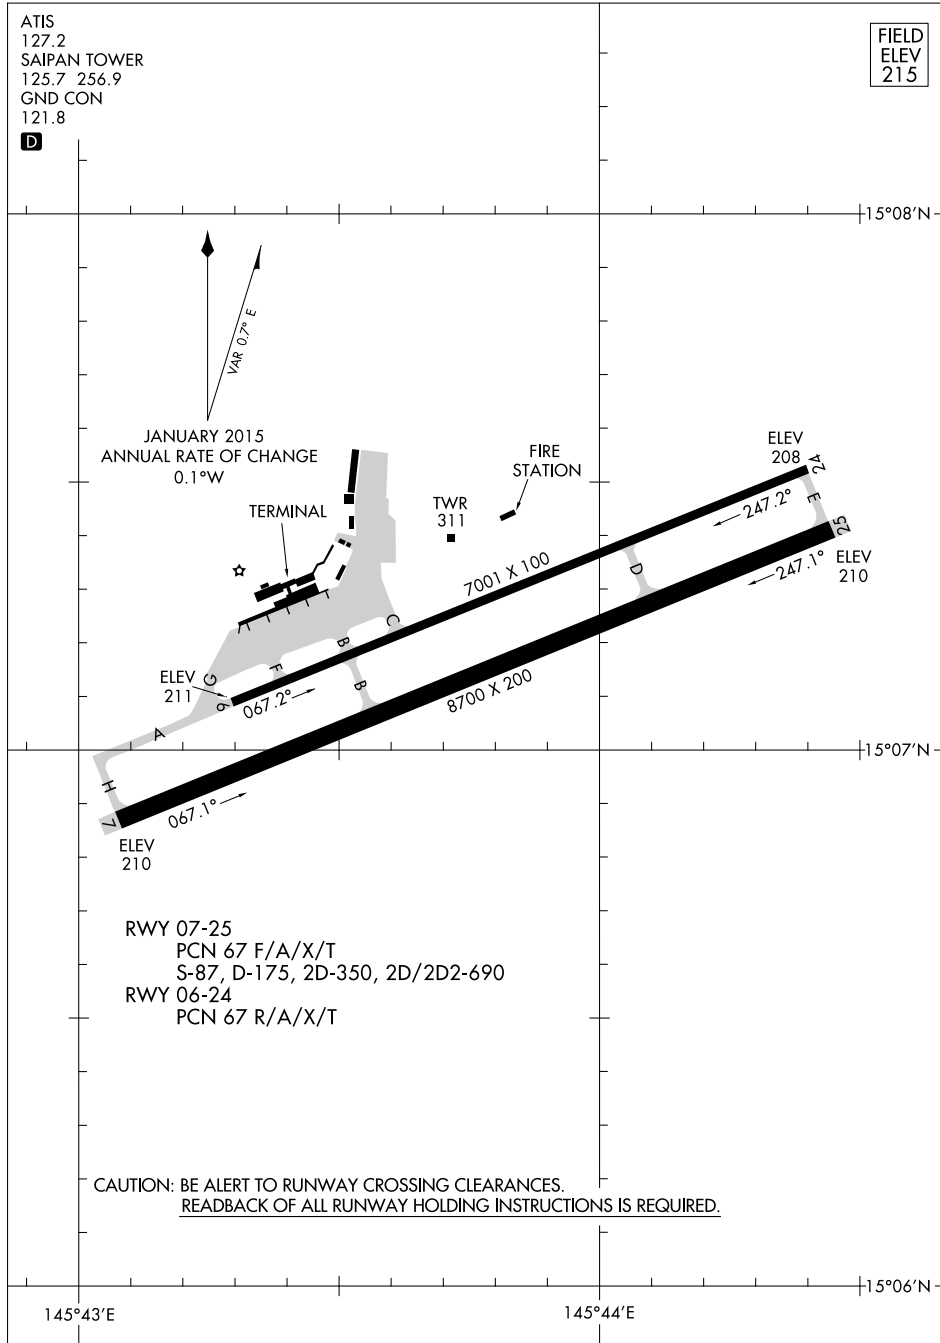 ATIS
127.2
SAIPAN TOWER
125.7 256.9
GND CON
121.8
D
FIELD
ELEV
215
15°08'N
VAR 0.7° E
JANUARY 2015
ANNUAL RATE OF CHANGE
0.1°W
TERMINAL
TWR
311
FIRE
STATION
ELEV
208
24
E
25
ELEV
210
247.2°
247.1°
7001 X 100
D
C
B
B
F
G
ELEV
211
6
067.2°
8700 X 200
A
H
7
067.1°
ELEV
210
15°07'N
RWY 07-25
PCN 67 F/A/X/T
S-87, D-175, 2D-350, 2D/2D2-690
RWY 06-24
PCN 67 R/A/X/T
CAUTION: BE ALERT TO RUNWAY CROSSING CLEARANCES.
READBACK OF ALL RUNWAY HOLDING INSTRUCTIONS IS REQUIRED.
15°06'N
145°43'E
145°44'E